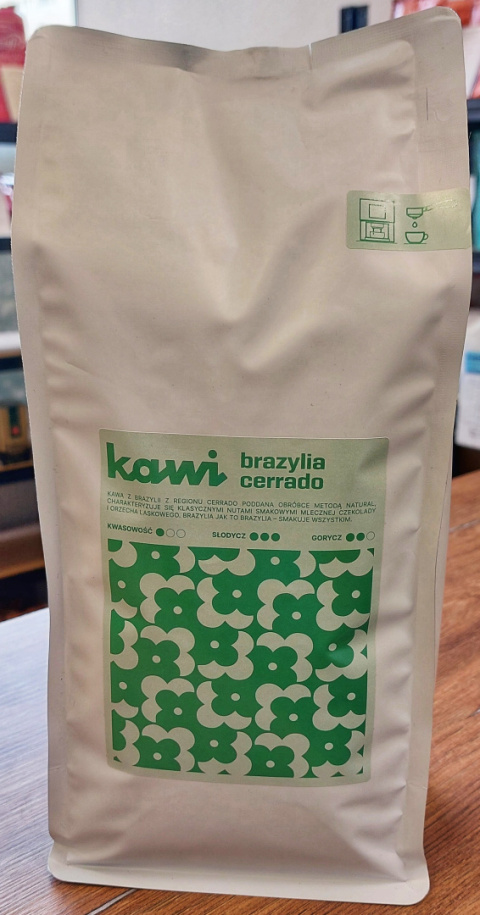 kawi
brazylia
cerrado
KAWA Z BRAZYLII Z REGIONU CERRADO PODDANA OBRÓBCE METODĄ NATURAL,
CHARAKTERYZUJE SIĘ KLASYCZNYMI NUTAMI SMAKOWYMI MLECZNEJ CZEKOLADY
I ORZECHA LASKOWEGO. BRAZYLIA JAK TO BRAZYLIA – SMAKUJE WSZYSTKIM.
KWASOWOŚĆ SŁODYCZ GORYCZ